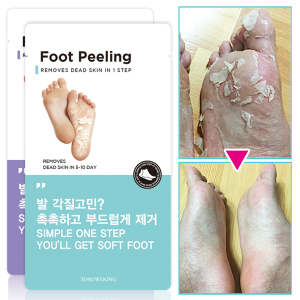 Foot Peeling
REMOVES DEAD SKIN IN 1 STEP
REMOVES
DEAD SKIN IN 5-10 DAY
"
발 각질고민?
촉촉하고 부드럽게 제거
SIMPLE ONE STEP
YOU'LL GET SOFT FOOT